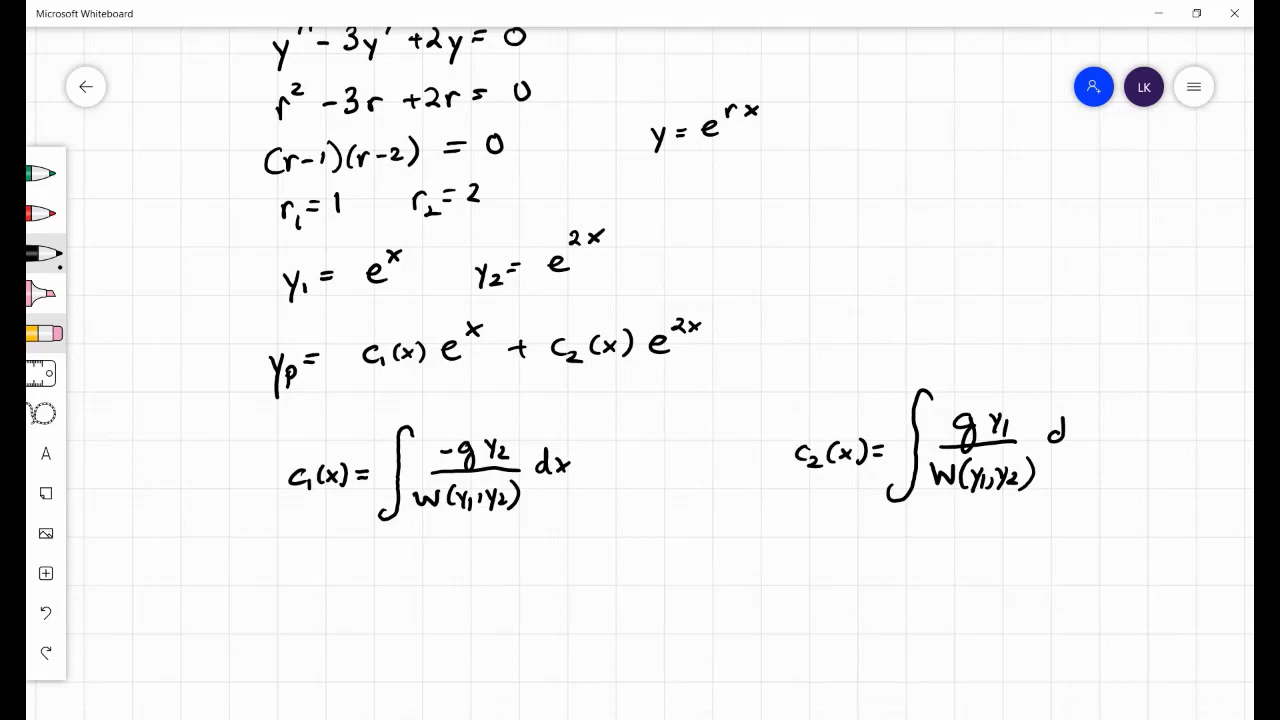 Microsoft Whiteboard
y'' - 3y' + 2y = 0
r² - 3r + 2r = 0
(r-1)(r-2) = 0
y = e^{rx}
r₁ = 1 r₂ = 2
y₁ = e^x y₂ = e^{2x}
y_p = c₁(x) e^x + c₂(x) e^{2x}
c₁(x) = ∫ (-g y₂)/(W(y₁,y₂)) dx
c₂(x) = ∫ (g y₁)/(W(y₁,y₂)) d
LK
A